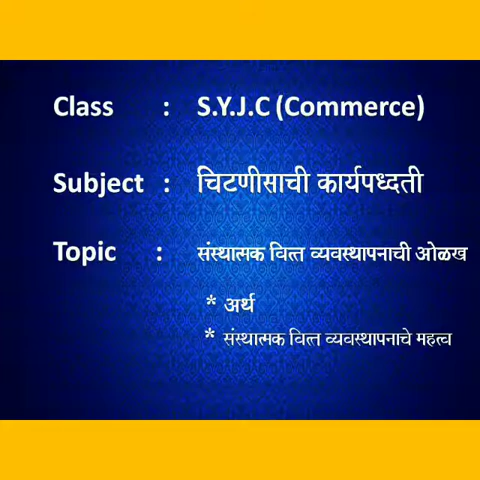 Class : S.Y.J.C (Commerce)
Subject : चिटणीसाची कार्यपध्दती
Topic : संस्थात्मक वित्त व्यवस्थापनाची ओळख
* अर्थ
* संस्थात्मक वित्त व्यवस्थापनाचे महत्व